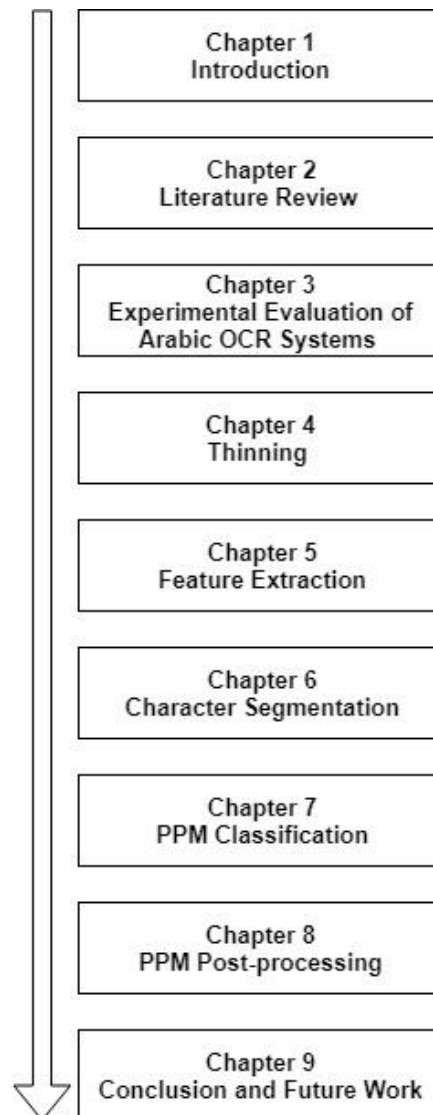 Chapter 1
Introduction
Chapter 2
Literature Review
Chapter 3
Experimental Evaluation of
Arabic OCR Systems
Chapter 4
Thinning
Chapter 5
Feature Extraction
Chapter 6
Character Segmentation
Chapter 7
PPM Classification
Chapter 8
PPM Post-processing
Chapter 9
Conclusion and Future Work